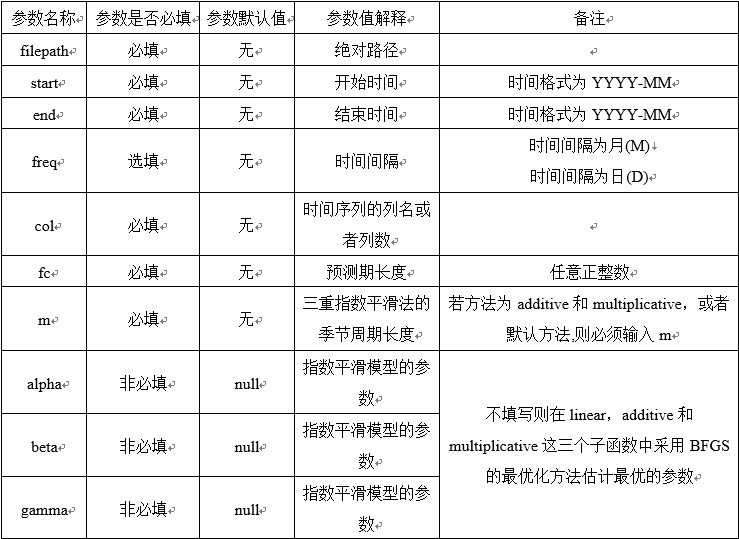 参数名称 参数是否必填 参数默认值 参数值解释 备注
filepath 必填 无 绝对路径
start 必填 无 开始时间 时间格式为 YYYY-MM
end 必填 无 结束时间 时间格式为 YYYY-MM
freq 选填 无 时间间隔 时间间隔为月(M)
时间间隔为日(D)
col 必填 无 时间序列的列名或
者列数
fc 必填 无 预测期长度 任意正整数
m 必填 无 三重指数平滑法的
季节周期长度
若方法为 additive 和 multiplicative，或者
默认方法,则必须输入 m
alpha 非必填 null 指数平滑模型的参
数
beta 非必填 null 指数平滑模型的参
数
gamma 非必填 null 指数平滑模型的参
数
不填写则在 linear，additive 和
multiplicative 这三个子函数中采用 BFGS
的最优化方法估计最优的参数